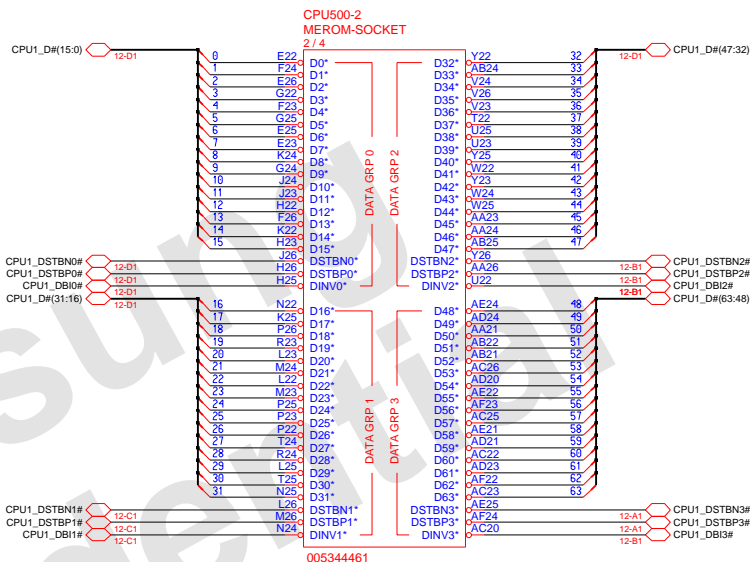 CPU500-2
MEROM-SOCKET
2 / 4
CPU1_D#(15:0) 12-D1 12-D1 CPU1_D#(47:32)
0 E22 D0* D32* Y22 32
1 F24 D1* D33* AB24 33
2 E26 D2* D34* V24 34
3 G22 D3* D35* V26 35
4 F23 D4* D36* V23 36
5 G25 D5* D37* T22 37
6 E25 D6* D38* U25 38
7 E23 D7* D39* U23 39
8 K24 D8* D40* Y25 40
9 G24 D9* D41* W22 41
10 J24 D10* D42* Y23 42
11 J23 D11* D43* W24 43
12 H22 D12* D44* W25 44
13 F26 D13* D45* AA23 45
14 K22 D14* D46* AA24 46
15 H23 D15* D47* AB25 47
DATA GRP 0 DATA GRP 2
CPU1_DSTBN0# 12-D1 J26 DSTBN0* DSTBN2* Y26 12-B1 CPU1_DSTBN2#
CPU1_DSTBP0# 12-D1 H26 DSTBP0* DSTBP2* AA26 12-B1 CPU1_DSTBP2#
CPU1_DBI0# 12-D1 H25 DINV0* DINV2* U22 12-B1 CPU1_DBI2#
CPU1_D#(31:16) 12-D1 12-B1 CPU1_D#(63:48)
16 N22 D16* D48* AE24 48
17 K25 D17* D49* AD24 49
18 P26 D18* D50* AA21 50
19 R23 D19* D51* AB22 51
20 L23 D20* D52* AB21 52
21 M24 D21* D53* AC26 53
22 L22 D22* D54* AD20 54
23 M23 D23* D55* AE22 55
24 P25 D24* D56* AF23 56
25 P23 D25* D57* AC25 57
26 P22 D26* D58* AE21 58
27 T24 D27* D59* AD21 59
28 R24 D28* D60* AC22 60
29 L25 D29* D61* AD23 61
30 T25 D30* D62* AF22 62
31 N25 D31* D63* AC23 63
DATA GRP 1 DATA GRP 3
CPU1_DSTBN1# 12-C1 L26 DSTBN1* DSTBN3* AE25 12-A1 CPU1_DSTBN3#
CPU1_DSTBP1# 12-C1 M26 DSTBP1* DSTBP3* AF24 12-A1 CPU1_DSTBP3#
CPU1_DBI1# 12-C1 N24 DINV1* DINV3* AC20 12-B1 CPU1_DBI3#
005344461
sung
dential